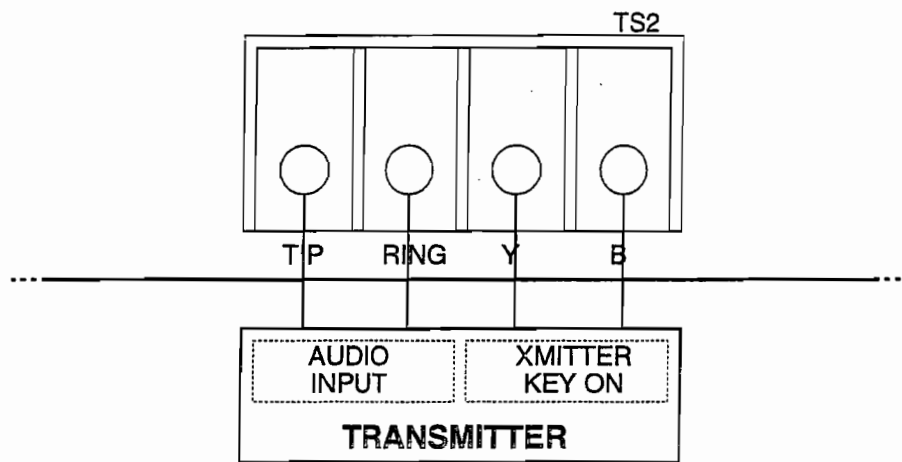 TS2
TIP RING Y B
AUDIO XMITTER
INPUT KEY ON
TRANSMITTER